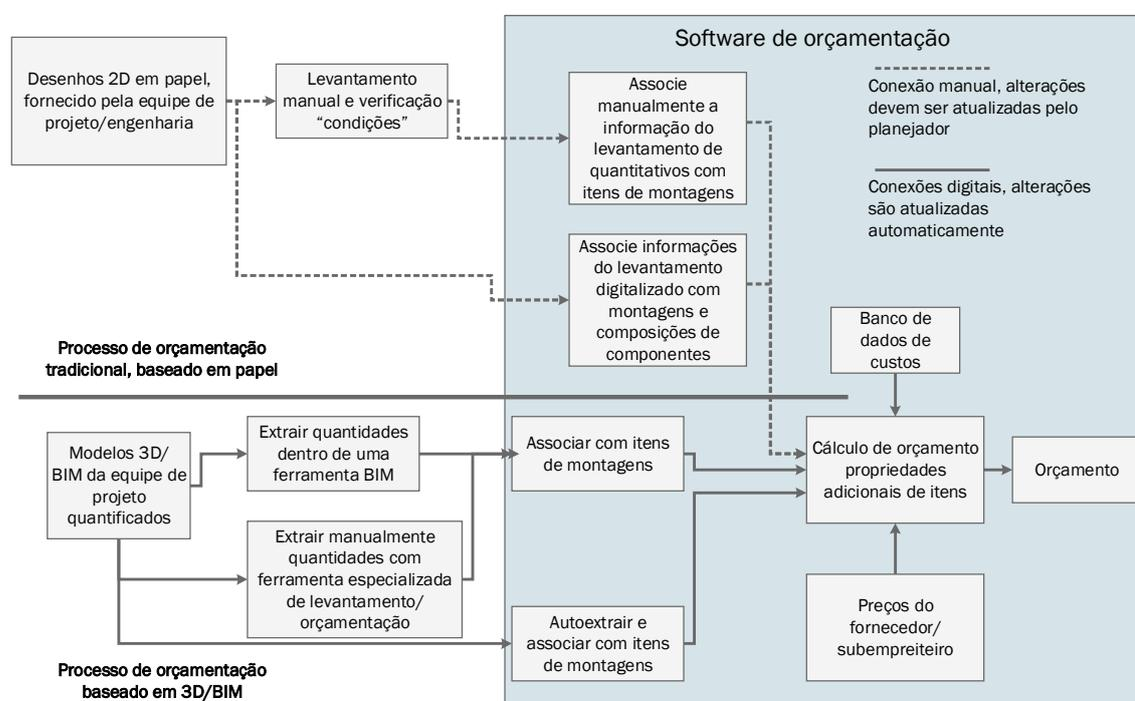 Software de orçamentação
Desenhos 2D em papel,
fornecido pela equipe de
projeto/engenharia
Levantamento
manual e verificação
“condições”
Associe
manualmente a
informação do
levantamento de
quantitativos com
itens de montagens
Conexão manual, alterações
devem ser atualizadas pelo
planejador
Conexões digitais, alterações
são atualizadas
automaticamente
Associe informações
do levantamento
digitalizado com
montagens e
composições de
componentes
Banco de
dados de
custos
Processo de orçamentação
tradicional, baseado em papel
Modelos 3D/
BIM da equipe de
projeto
quantificados
Extrair quantidades
dentro de uma
ferramenta BIM
Associar com itens
de montagens
Cálculo de orçamento
propriedades
adicionais de itens
Orçamento
Extrair manualmente
quantidades com
ferramenta especializada
de levantamento/
orçamentação
Autoextrair e
associar com itens
de montagens
Preços do
fornecedor/
subempreiteiro
Processo de orçamentação
baseado em 3D/BIM